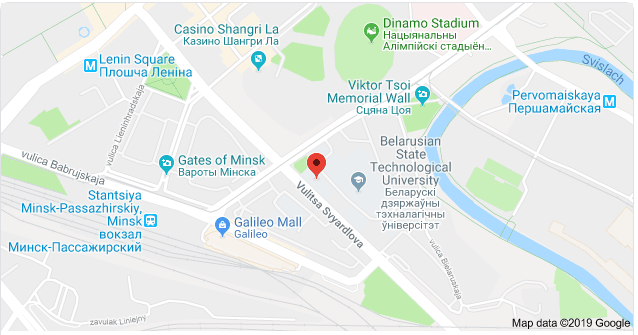 Casino Shangri La
Казино Шангри Ла
Dinamo Stadium
Нацыянальны
Алімпійскі стадыён...
Lenin Square
Плошча Леніна
Svislach
Viktor Tsoi
Memorial Wall
Сцяна Цоя
Pervomaiskaya
Першамайская
vulica Lieninhradskaja
vulica Babrujskaja
Gates of Minsk
Вароты Мінска
Belarusian
State
Technological
University
Беларускі
дзяржаўны
тэхналагічны
ўніверсітэт
Stantsiya
Minsk-Passazhirskiy,
Minsk
вокзал
Минск-Пассажирский
Galileo Mall
Galileo
Vulitsa Svyardlova
vulica Bielaruskaja
zavulak Liniejny
Map data ©2019 Google